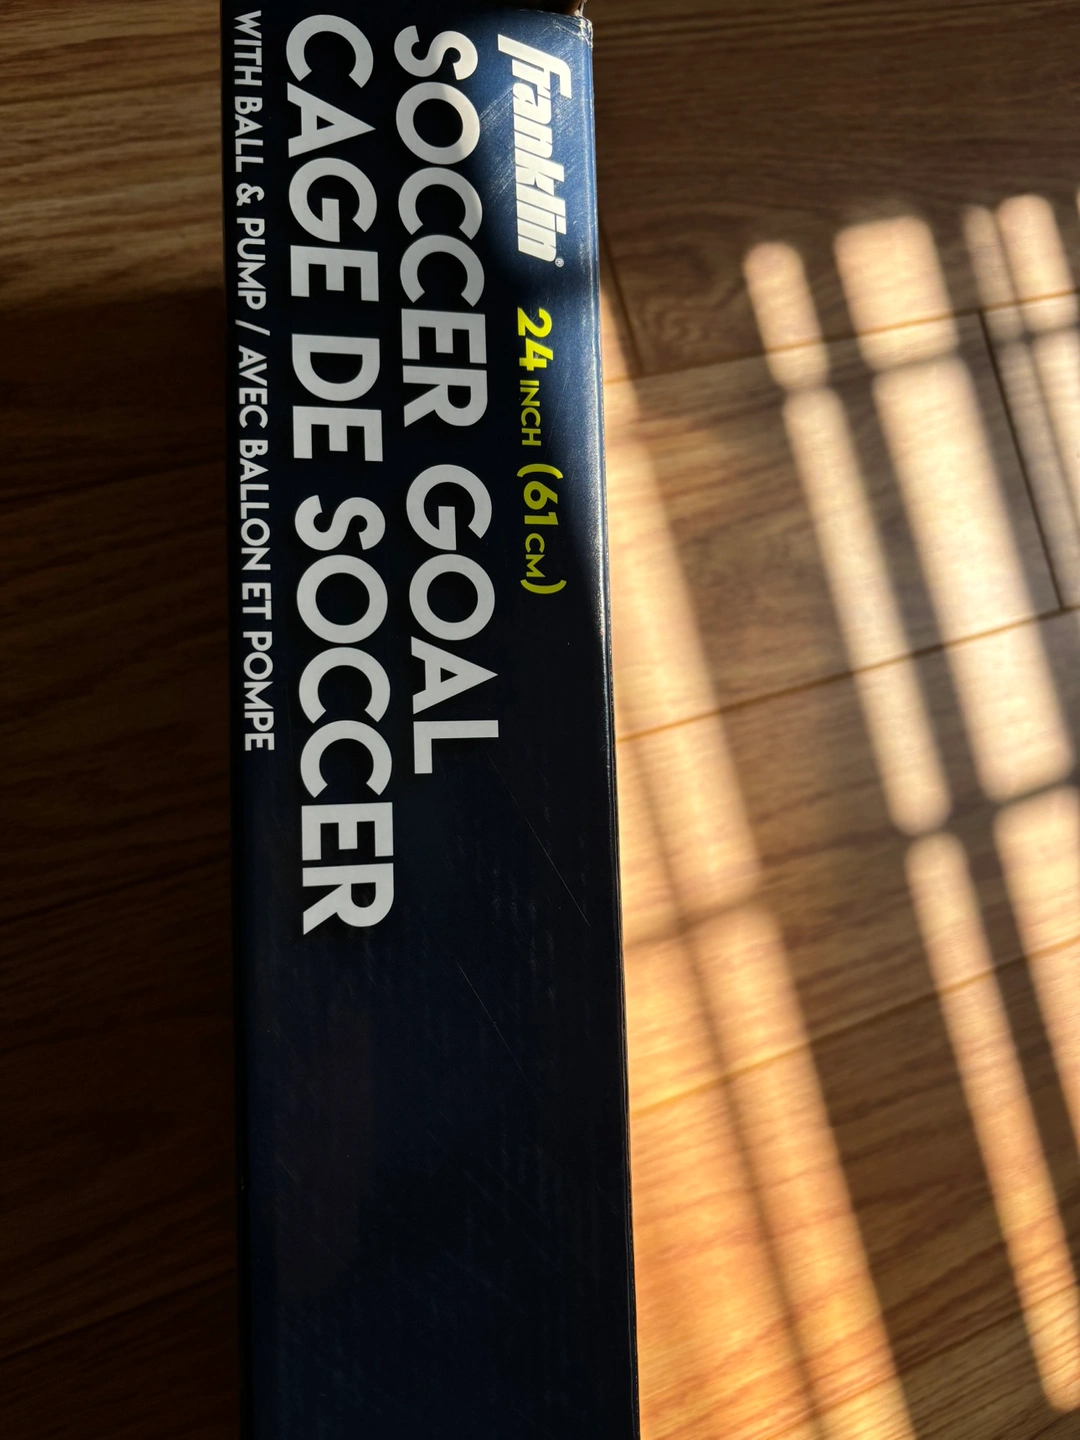 Franklin® 24 INCH (61 CM)
SOCCER GOAL
CAGE DE SOCCER
WITH BALL & PUMP / AVEC BALLON ET POMPE